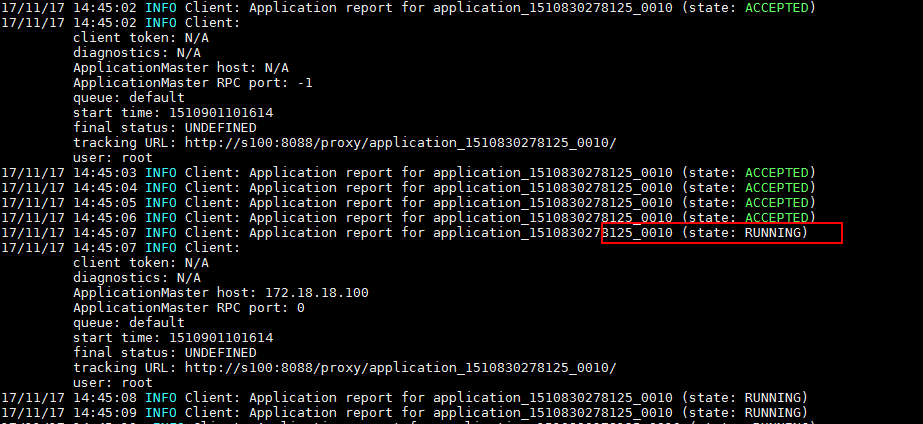 17/11/17 14:45:02 INFO Client: Application report for application_1510830278125_0010 (state: ACCEPTED)
17/11/17 14:45:02 INFO Client:
client token: N/A
diagnostics: N/A
ApplicationMaster host: N/A
ApplicationMaster RPC port: -1
queue: default
start time: 1510901101614
final status: UNDEFINED
tracking URL: http://s100:8088/proxy/application_1510830278125_0010/
user: root
17/11/17 14:45:03 INFO Client: Application report for application_1510830278125_0010 (state: ACCEPTED)
17/11/17 14:45:04 INFO Client: Application report for application_1510830278125_0010 (state: ACCEPTED)
17/11/17 14:45:05 INFO Client: Application report for application_1510830278125_0010 (state: ACCEPTED)
17/11/17 14:45:06 INFO Client: Application report for application_1510830278125_0010 (state: ACCEPTED)
17/11/17 14:45:07 INFO Client: Application report for application_1510830278125_0010 (state: RUNNING)
17/11/17 14:45:07 INFO Client:
client token: N/A
diagnostics: N/A
ApplicationMaster host: 172.18.18.100
ApplicationMaster RPC port: 0
queue: default
start time: 1510901101614
final status: UNDEFINED
tracking URL: http://s100:8088/proxy/application_1510830278125_0010/
user: root
17/11/17 14:45:08 INFO Client: Application report for application_1510830278125_0010 (state: RUNNING)
17/11/17 14:45:09 INFO Client: Application report for application_1510830278125_0010 (state: RUNNING)